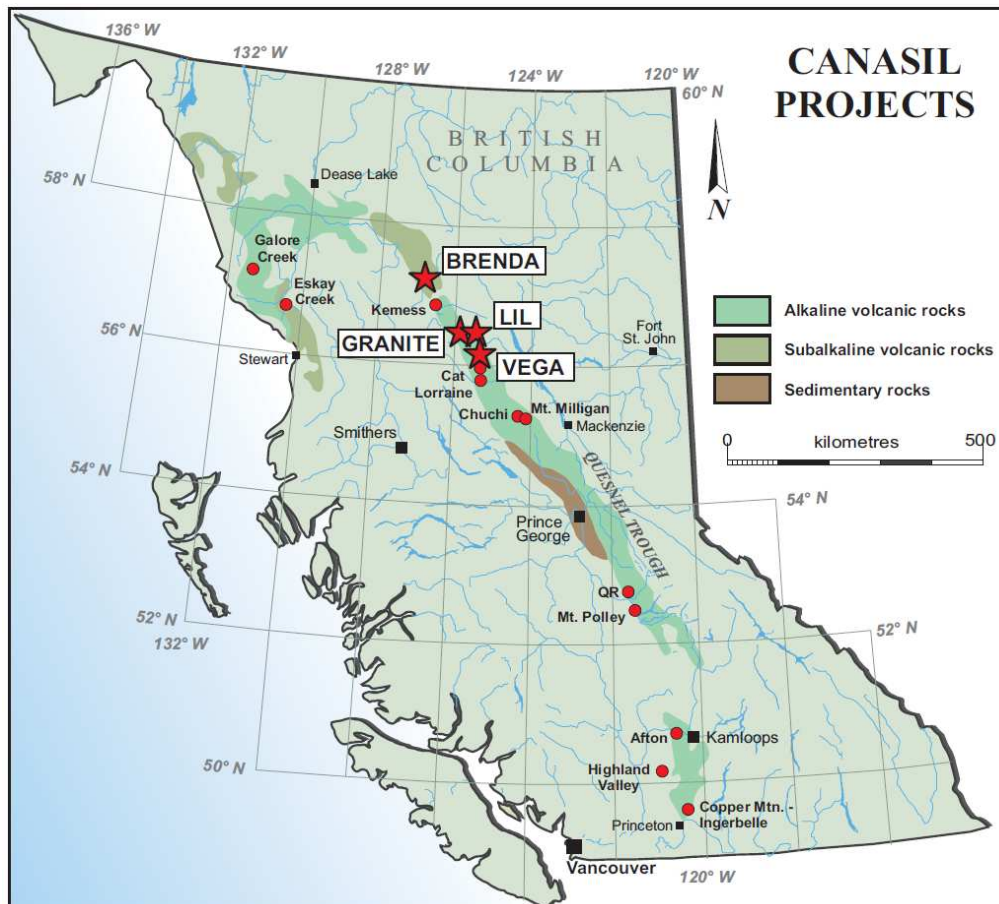 136° W
132° W
128° W
124° W
120° W
60° N
CANASIL
PROJECTS
BRITISH
COLUMBIA
N
58° N
Dease Lake
Galore
Creek
BRENDA
Eskay
Creek
Kemess
LIL
GRANITE
56° N
Fort
St. John
Stewart
VEGA
Cat
Lorraine
Alkaline volcanic rocks
Subalkaline volcanic rocks
Sedimentary rocks
Chuchi
Mt. Milligan
Mackenzie
Smithers
0 kilometres 500
54° N
QUESNEL TROUGH
54° N
Prince
George
QR
Mt. Polley
52° N
132° W
52° N
Afton
Kamloops
Highland
Valley
50° N
Copper Mtn. -
Ingerbelle
Princeton
Vancouver
120° W